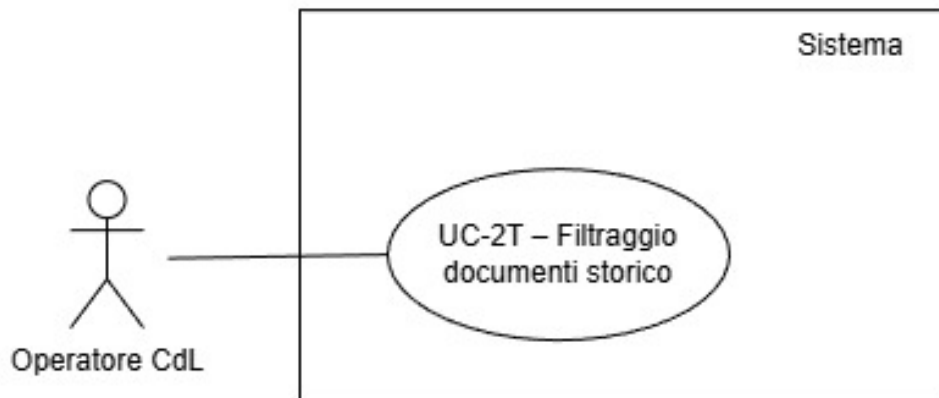 Sistema
UC-2T – Filtraggio
documenti storico
Operatore CdL